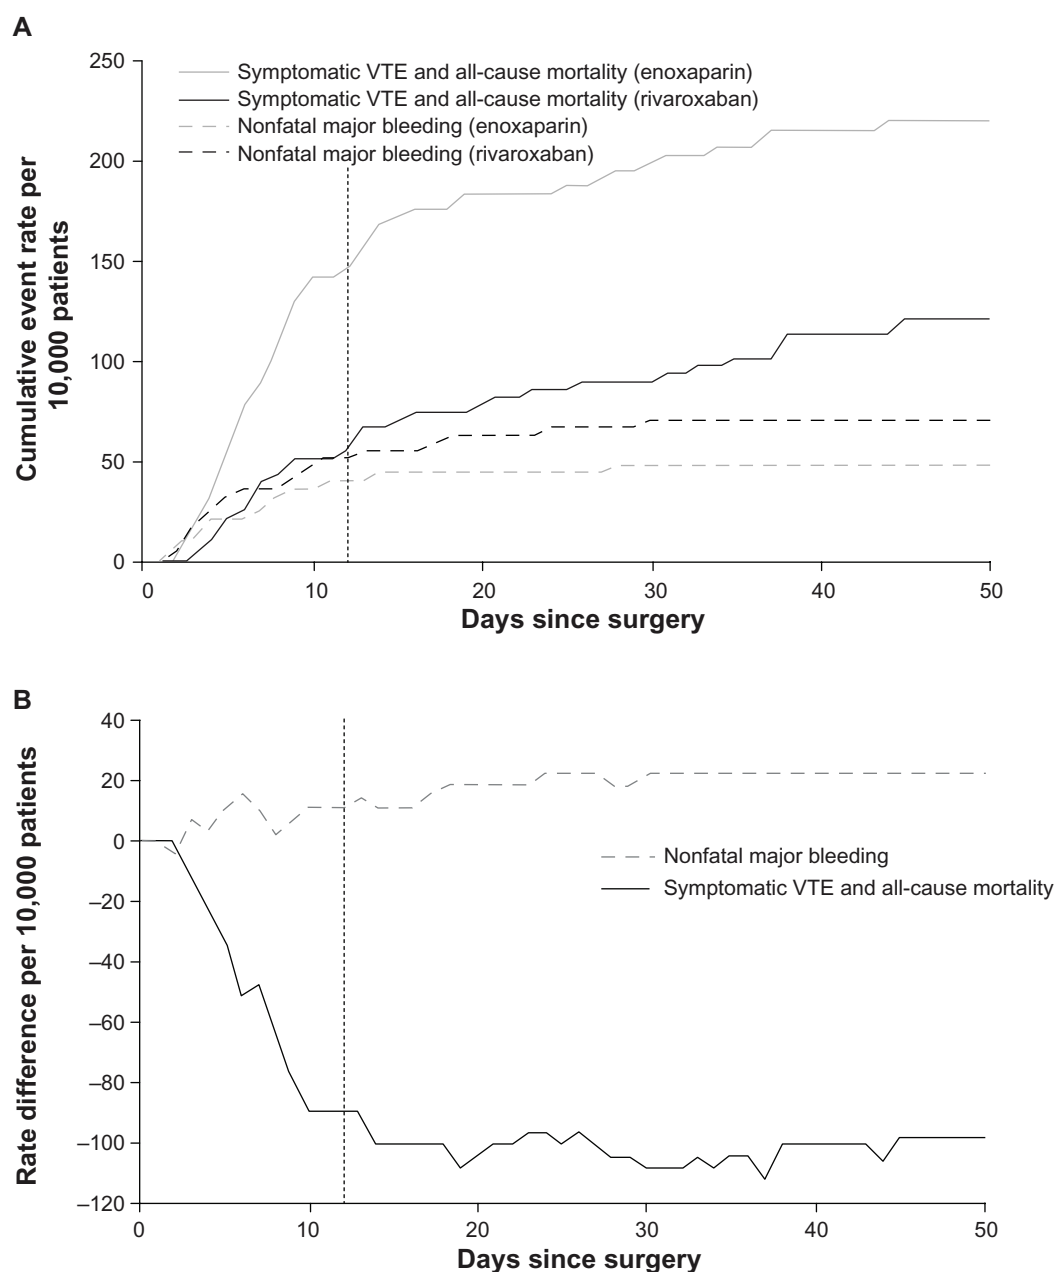 A
250
200
150
100
50
0
Cumulative event rate per
10,000 patients
Symptomatic VTE and all-cause mortality (enoxaparin)
Symptomatic VTE and all-cause mortality (rivaroxaban)
Nonfatal major bleeding (enoxaparin)
Nonfatal major bleeding (rivaroxaban)
0 10 20 30 40 50
Days since surgery
B
40
20
0
–20
–40
–60
–80
–100
–120
Rate difference per 10,000 patients
Nonfatal major bleeding
Symptomatic VTE and all-cause mortality
0 10 20 30 40 50
Days since surgery